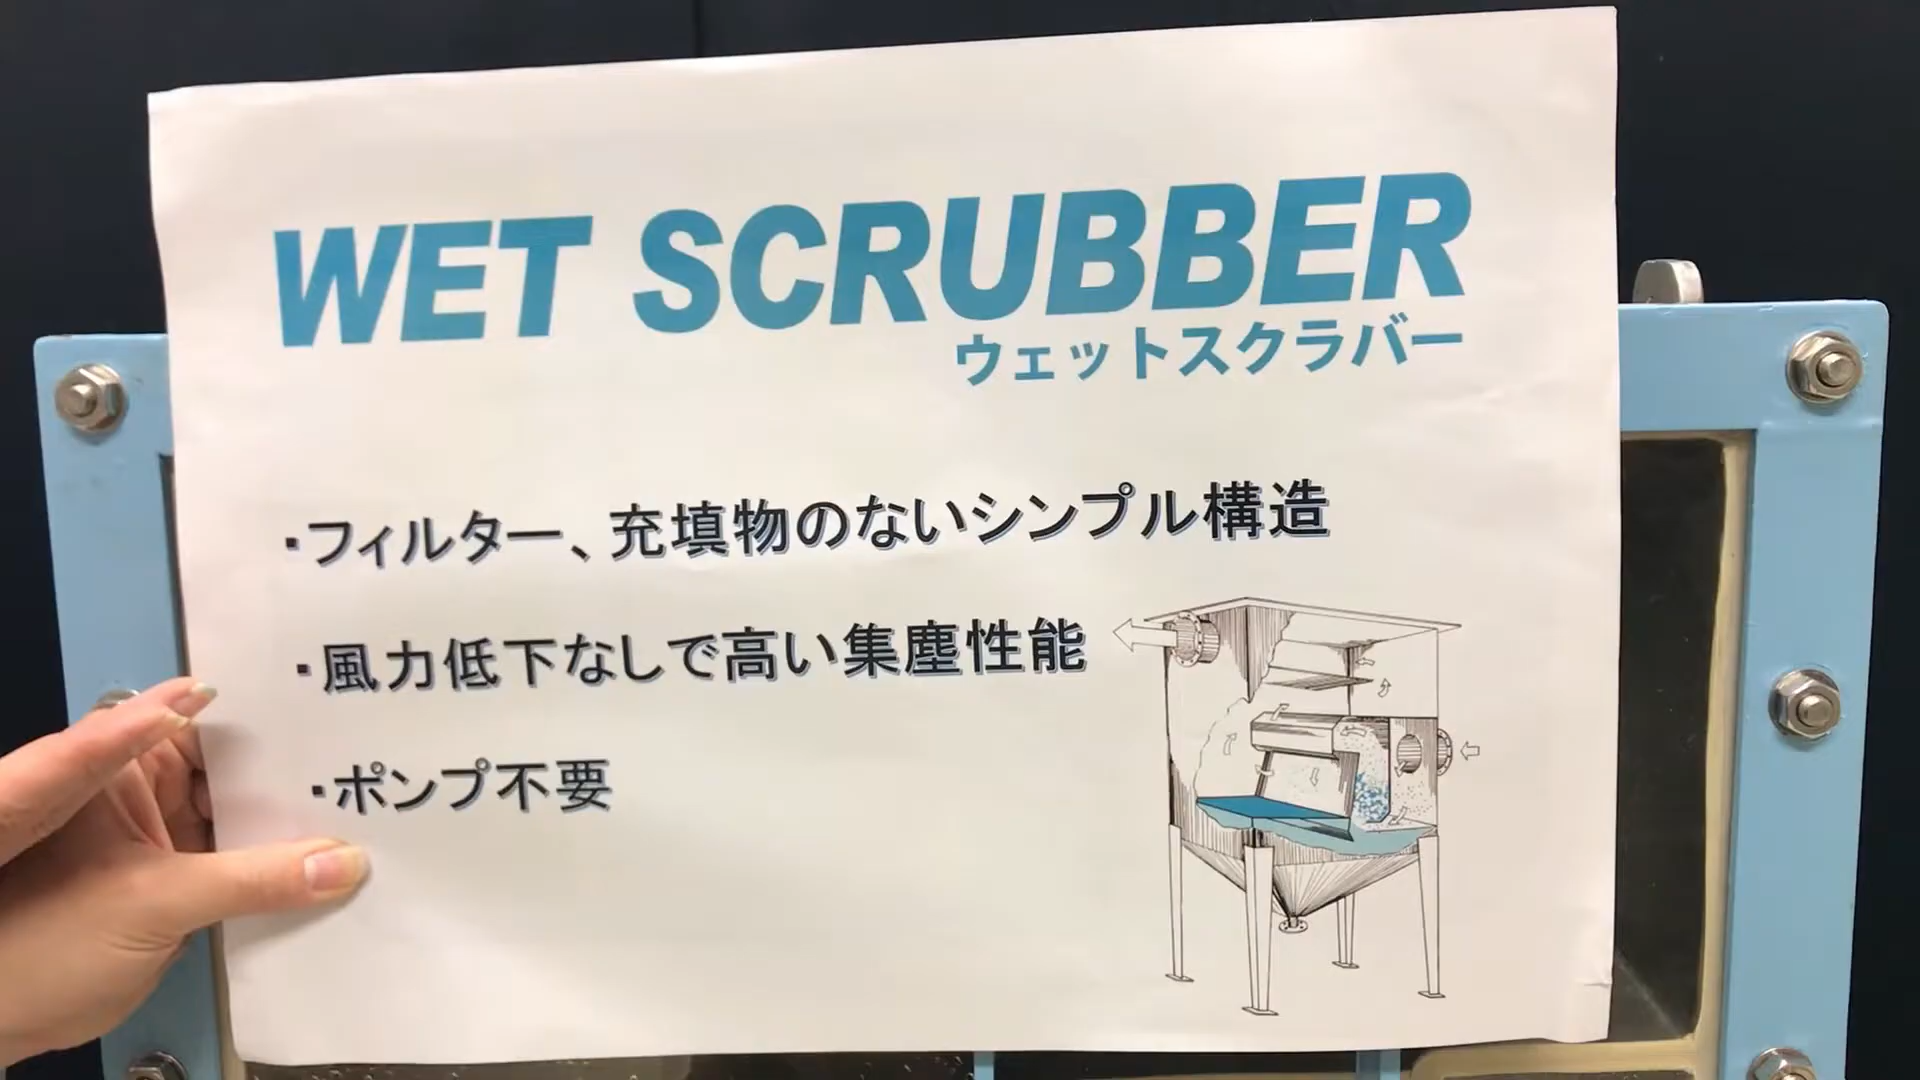 WET SCRUBBER
ウェットスクラバー
・フィルター、充填物のないシンプル構造
・風力低下なしで高い集塵性能
・ポンプ不要